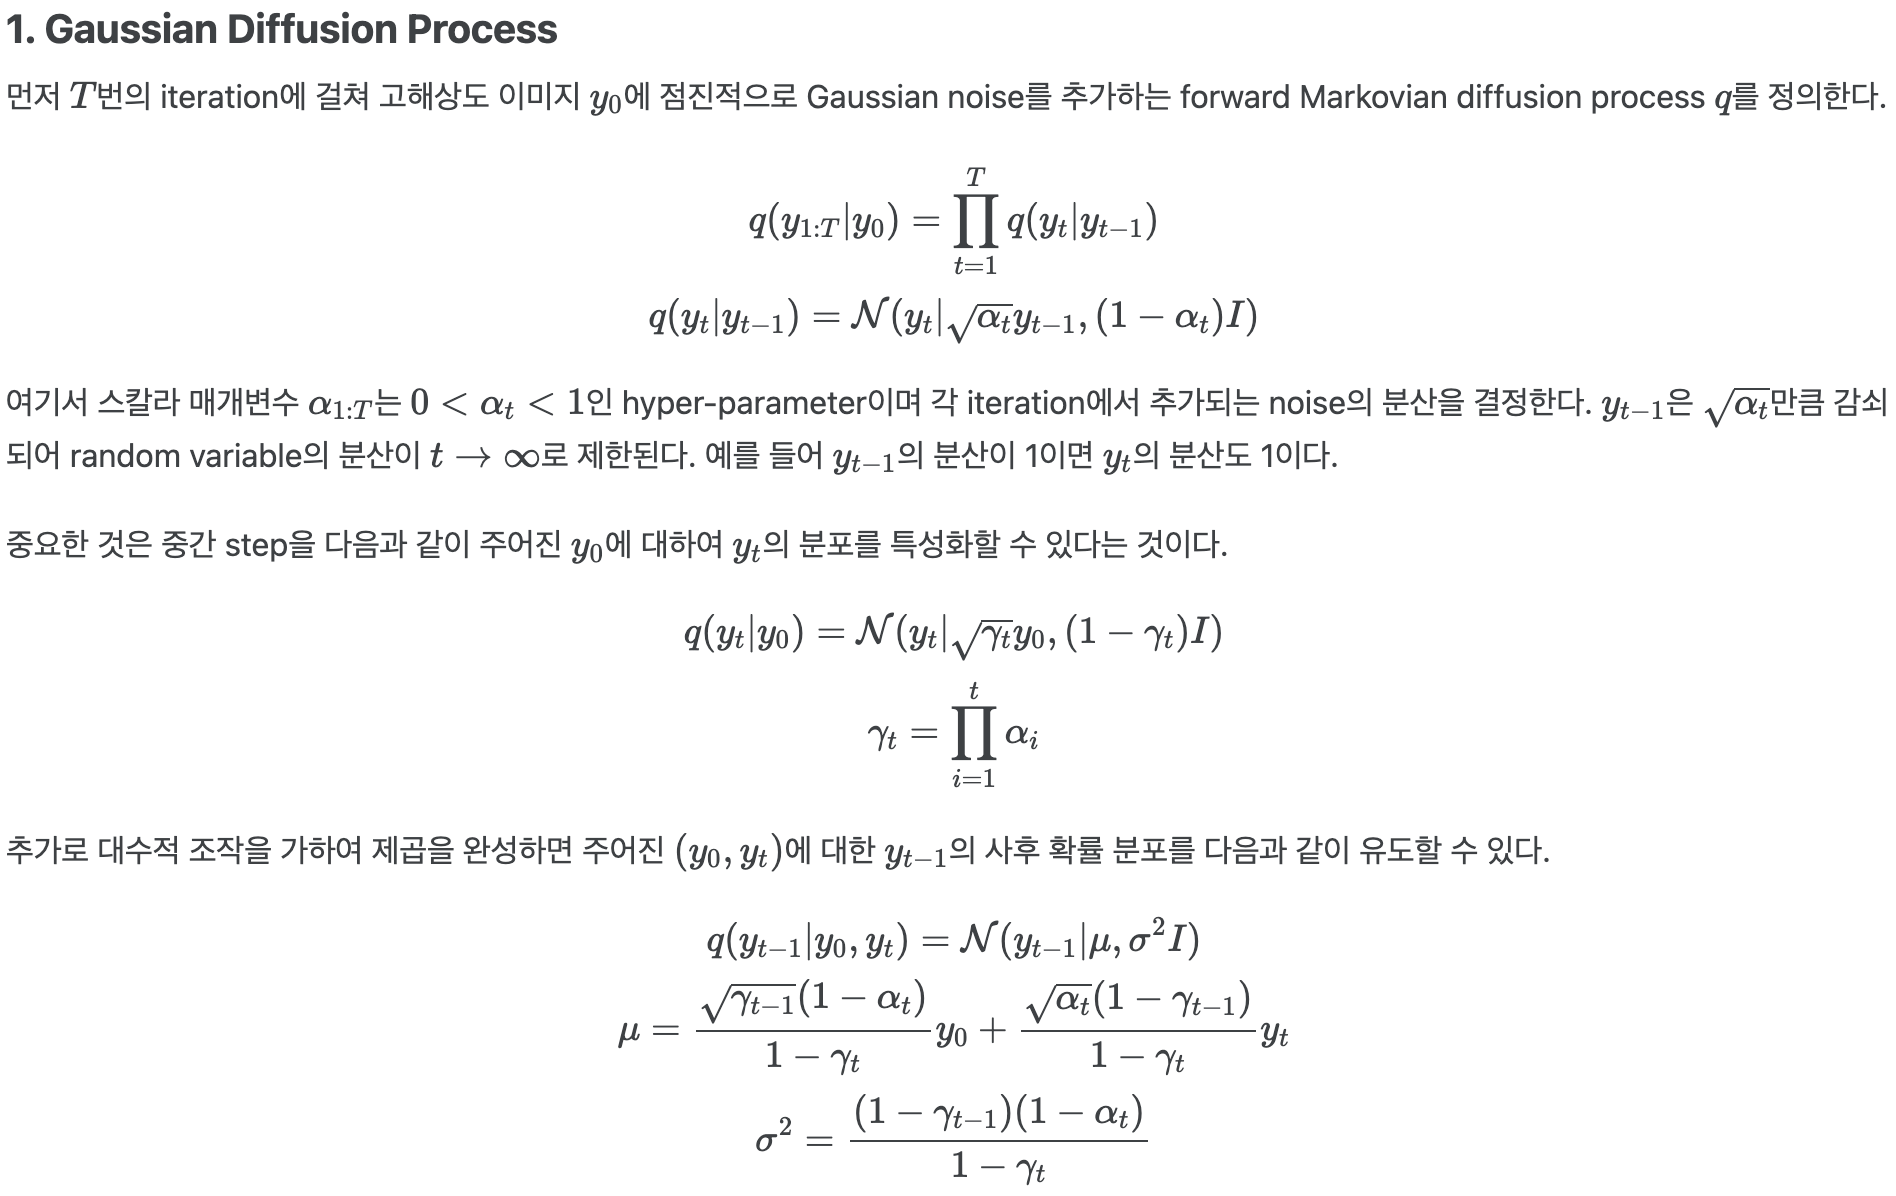 1. Gaussian Diffusion Process
먼저 T번의 iteration에 걸쳐 고해상도 이미지 y₀에 점진적으로 Gaussian noise를 추가하는 forward Markovian diffusion process q를 정의한다.
q(y_{1:T}|y_0) = \prod_{t=1}^{T} q(y_t|y_{t-1})
q(y_t|y_{t-1}) = \mathcal{N}(y_t|\sqrt{\alpha_t}y_{t-1}, (1 - \alpha_t)I)
여기서 스칼라 매개변수 α_{1:T}는 0 < α_t < 1인 hyper-parameter이며 각 iteration에서 추가되는 noise의 분산을 결정한다. y_{t-1}은 \sqrt{\alpha_t}만큼 감쇠
되어 random variable의 분산이 t → ∞로 제한된다. 예를 들어 y_{t-1}의 분산이 1이면 y_t의 분산도 1이다.
중요한 것은 중간 step을 다음과 같이 주어진 y₀에 대하여 y_t의 분포를 특성화할 수 있다는 것이다.
q(y_t|y_0) = \mathcal{N}(y_t|\sqrt{\gamma_t}y_0, (1 - \gamma_t)I)
\gamma_t = \prod_{i=1}^{t} \alpha_i
추가로 대수적 조작을 가하여 제곱을 완성하면 주어진 (y_0, y_t)에 대한 y_{t-1}의 사후 확률 분포를 다음과 같이 유도할 수 있다.
q(y_{t-1}|y_0, y_t) = \mathcal{N}(y_{t-1}|\mu, \sigma^2 I)
\mu = \frac{\sqrt{\gamma_{t-1}}(1 - \alpha_t)}{1 - \gamma_t} y_0 + \frac{\sqrt{\alpha_t}(1 - \gamma_{t-1})}{1 - \gamma_t} y_t
\sigma^2 = \frac{(1 - \gamma_{t-1})(1 - \alpha_t)}{1 - \gamma_t}